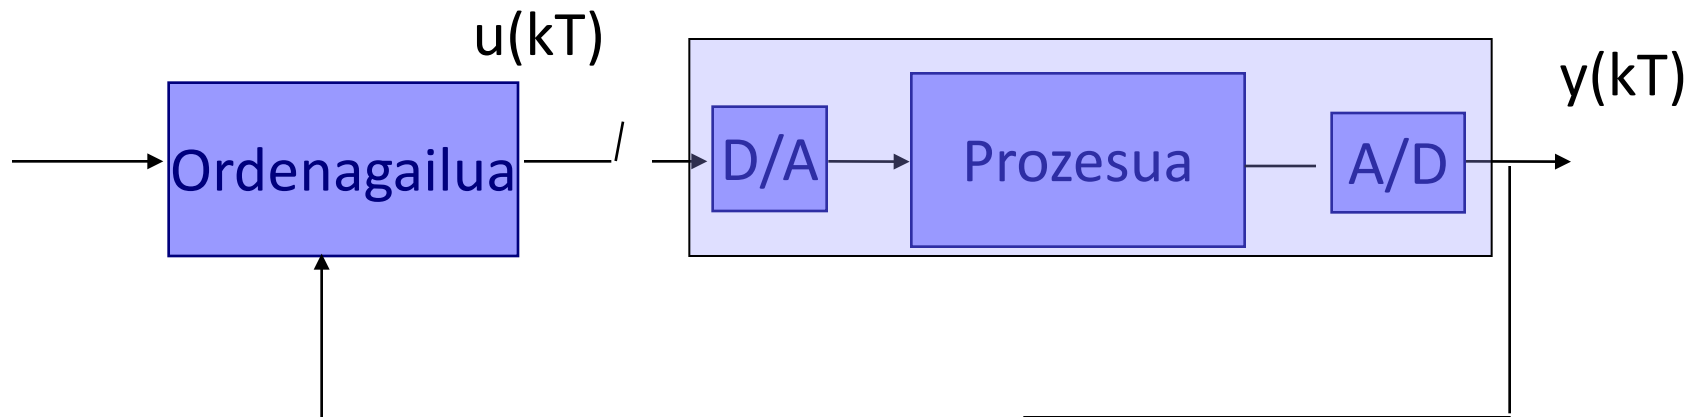 u(kT)
y(kT)
Ordenagailua
D/A
Prozesua
A/D